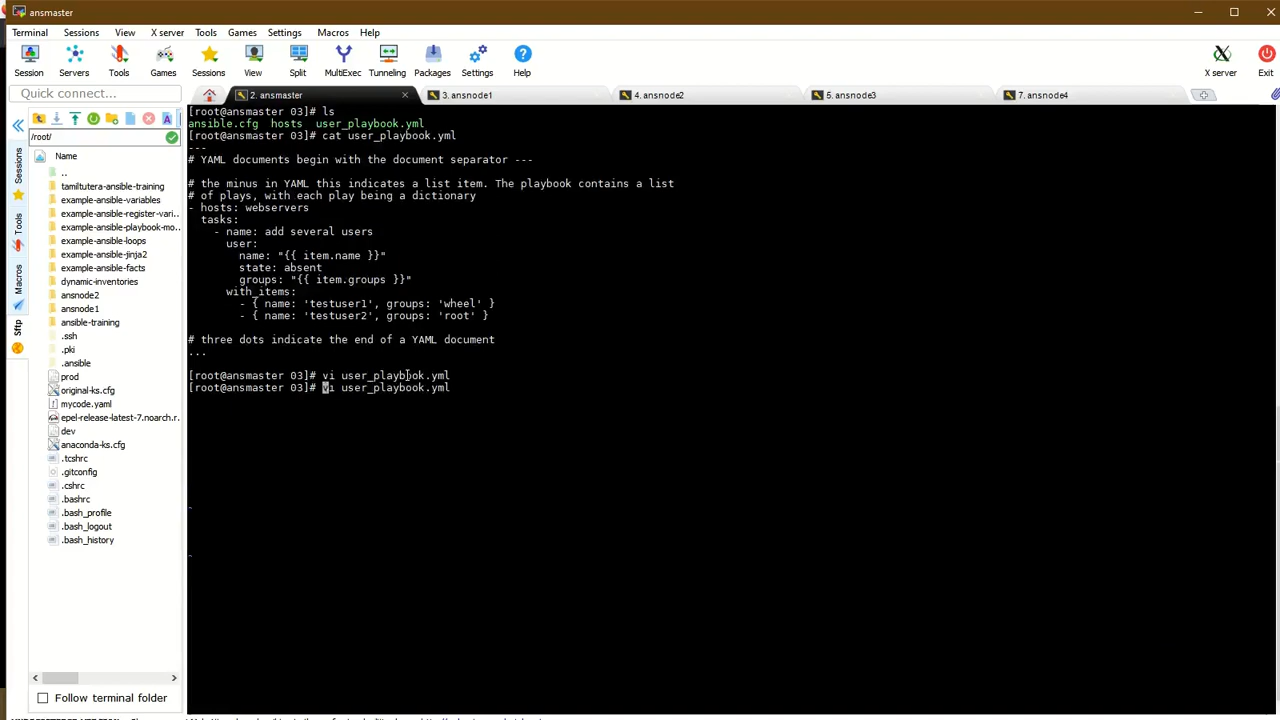 ansmaster
Terminal Sessions View X server Tools Games Settings Macros Help
Session Servers Tools Games Sessions View Split MultiExec Tunneling Packages Settings Help X server Exit
Quick connect...
2. ansmaster 3. ansnode1 4. ansnode2 5. ansnode3 7. ansnode4
/root/
Name
..
tamiltutera-ansible-training
example-ansible-variables
example-ansible-register-vari...
example-ansible-playbook-mo...
example-ansible-loops
example-ansible-jinja2
example-ansible-facts
dynamic-inventories
ansnode2
ansnode1
ansible-training
.ssh
.pki
.ansible
prod
original-ks.cfg
mycode.yaml
epel-release-latest-7.noarch.r...
dev
anaconda-ks.cfg
.tcshrc
.gitconfig
.cshrc
.bashrc
.bash_profile
.bash_logout
.bash_history
Follow terminal folder
Sessions
Tools
Macros
Sftp
[root@ansmaster 03]# ls
ansible.cfg hosts user_playbook.yml
[root@ansmaster 03]# cat user_playbook.yml
---
# YAML documents begin with the document separator ---
# the minus in YAML this indicates a list item. The playbook contains a list
# of plays, with each play being a dictionary
- hosts: webservers
tasks:
- name: add several users
user:
name: "{{ item.name }}"
state: absent
groups: "{{ item.groups }}"
with_items:
- { name: 'testuser1', groups: 'wheel' }
- { name: 'testuser2', groups: 'root' }
# three dots indicate the end of a YAML document
...
[root@ansmaster 03]# vi user_playbook.yml
[root@ansmaster 03]# vi user_playbook.yml
~
~